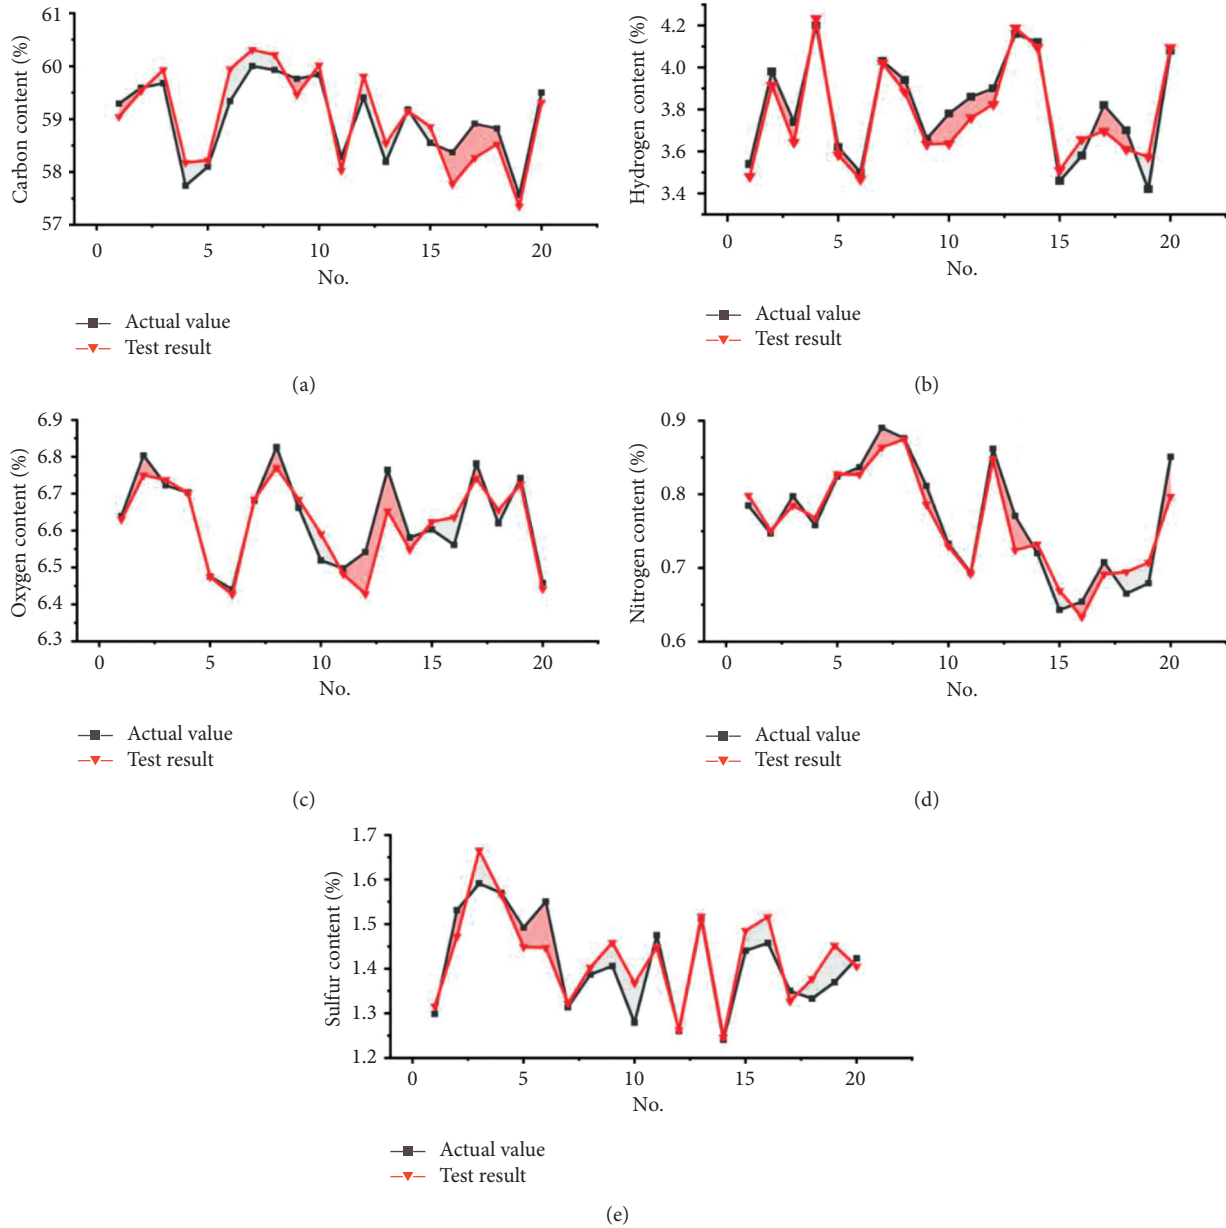 Carbon content (%)
61
60
59
58
57
0 5 10 15 20
No.
Actual value
Test result
(a)
Hydrogen content (%)
4.2
4.0
3.8
3.6
3.4
0 5 10 15 20
No.
Actual value
Test result
(b)
Oxygen content (%)
6.9
6.8
6.7
6.6
6.5
6.4
6.3
0 5 10 15 20
No.
Actual value
Test result
(c)
Nitrogen content (%)
0.9
0.8
0.7
0.6
0 5 10 15 20
No.
Actual value
Test result
(d)
Sulfur content (%)
1.7
1.6
1.5
1.4
1.3
1.2
0 5 10 15 20
No.
Actual value
Test result
(e)